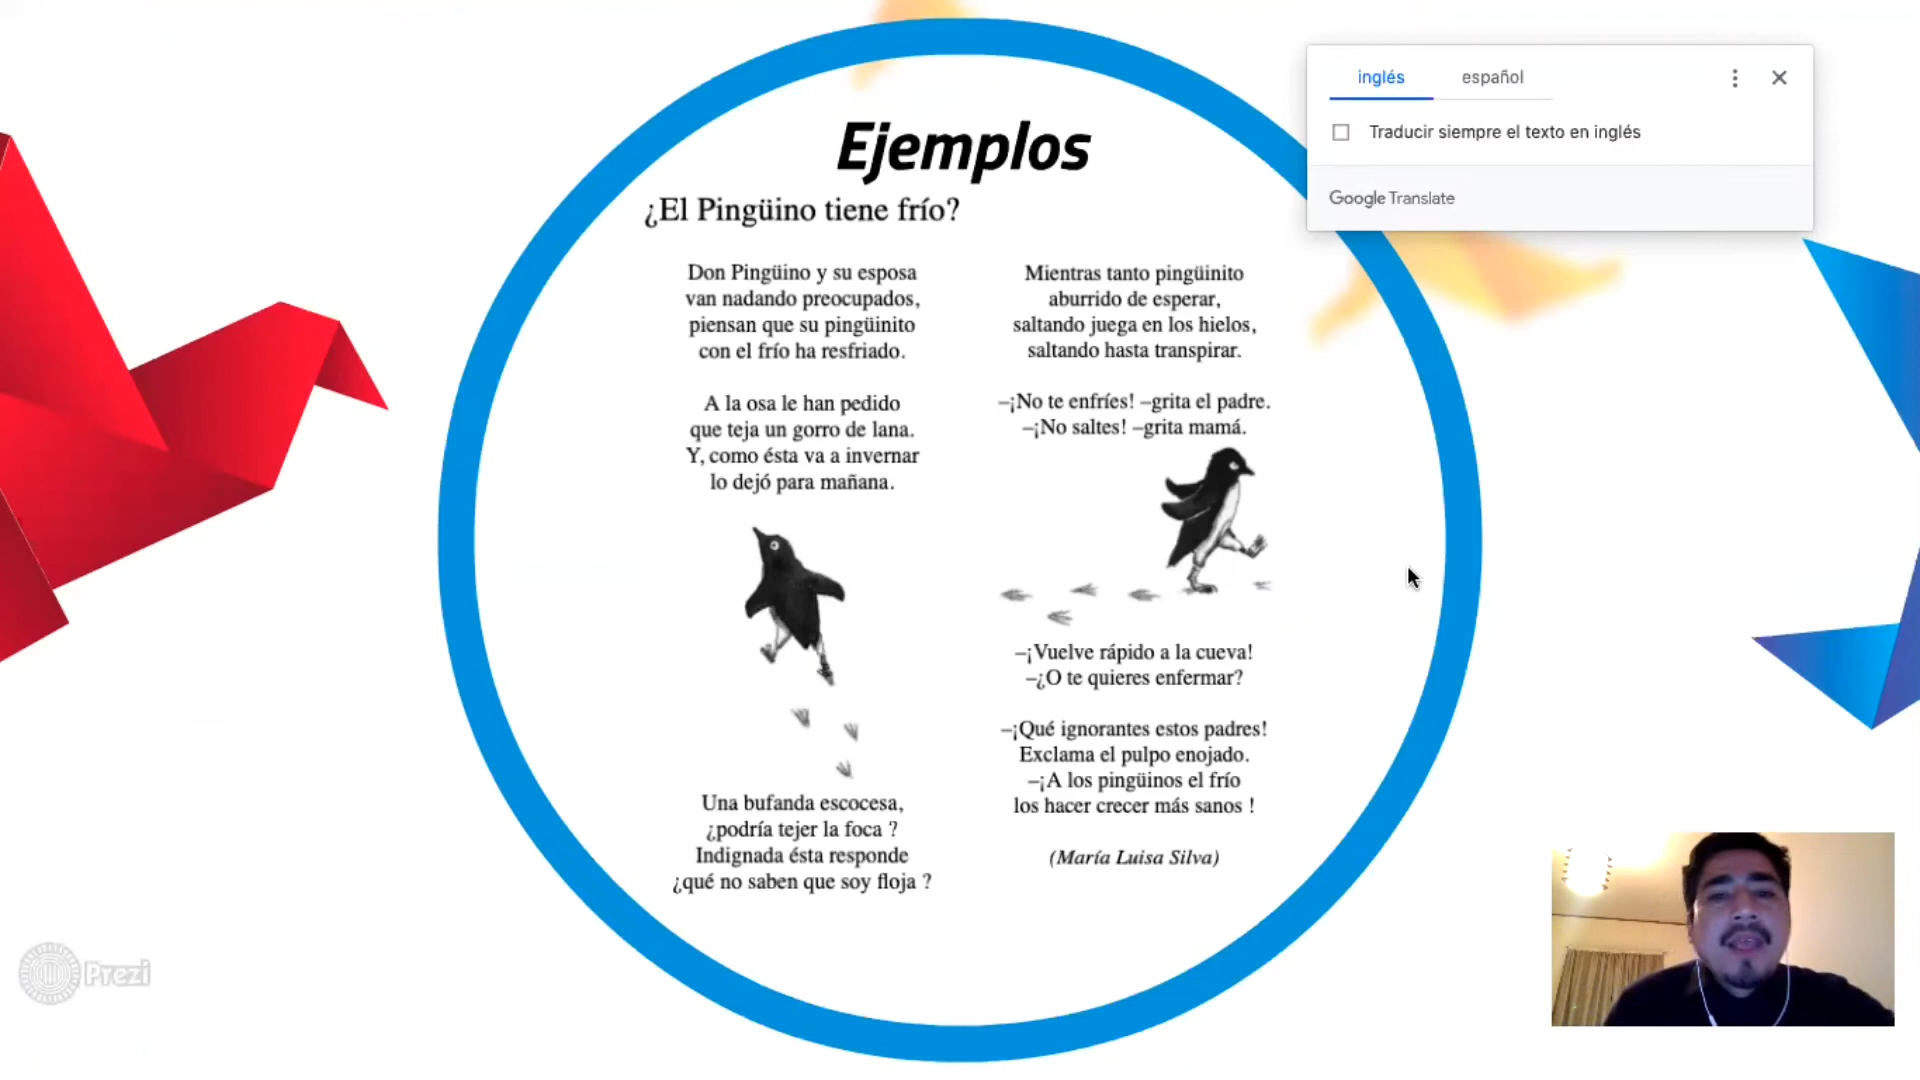 Ejemplos
¿El Pingüino tiene frío?
Don Pingüino y su esposa
van nadando preocupados,
piensan que su pingüinito
con el frío ha resfriado.
A la osa le han pedido
que teja un gorro de lana.
Y, como ésta va a invernar
lo dejó para mañana.
Una bufanda escocesa,
¿podría tejer la foca ?
Indignada ésta responde
¿qué no saben que soy floja ?
Mientras tanto pingüinito
aburrido de esperar,
saltando juega en los hielos,
saltando hasta transpirar.
–¡No te enfríes! –grita el padre.
–¡No saltes! –grita mamá.
–¡Vuelve rápido a la cueva!
–¿O te quieres enfermar?
–¡Qué ignorantes estos padres!
Exclama el pulpo enojado.
–¡A los pingüinos el frío
los hacer crecer más sanos !
(María Luisa Silva)
inglés español
Traducir siempre el texto en inglés
Google Translate
Prezi